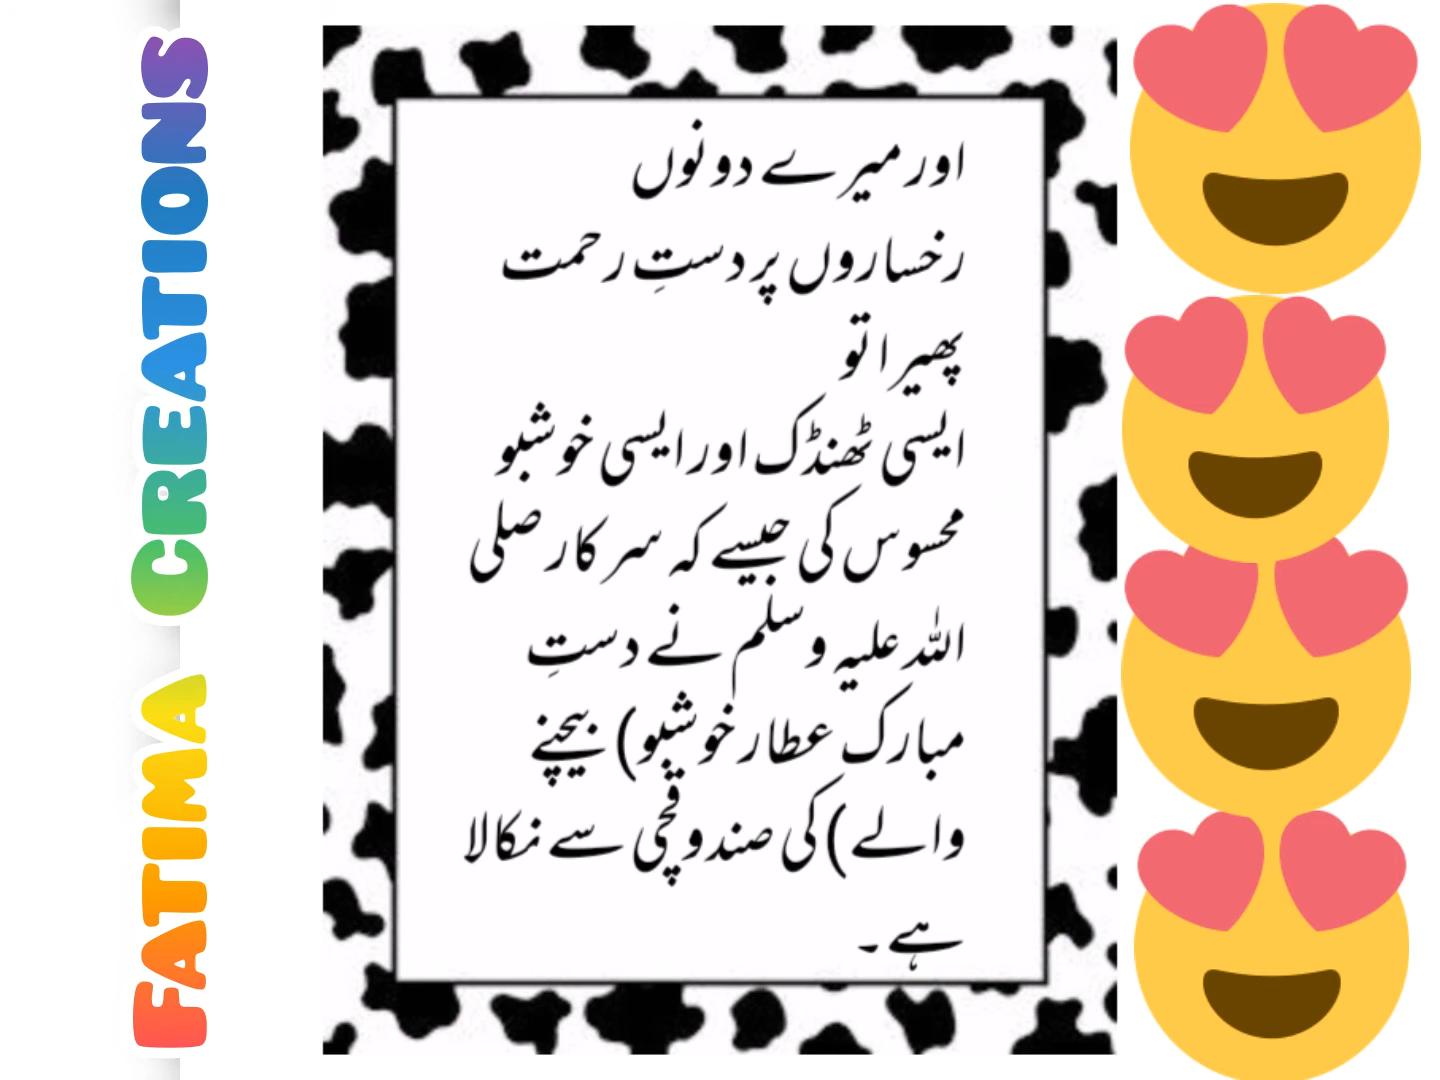 FATIMA CREATIONS
اور میرے دونوں
رخساروں پر دستِ رحمت
پھیرا تو
ایسی ٹھنڈک اور ایسی خوشبو
محسوس کی جیسے کہ سرکار صلی
اللہ علیہ وسلم نے دستِ
مبارک عطار خوشبو) بیچنے
والے) کی صندوقچی سے نکالا
ہے۔